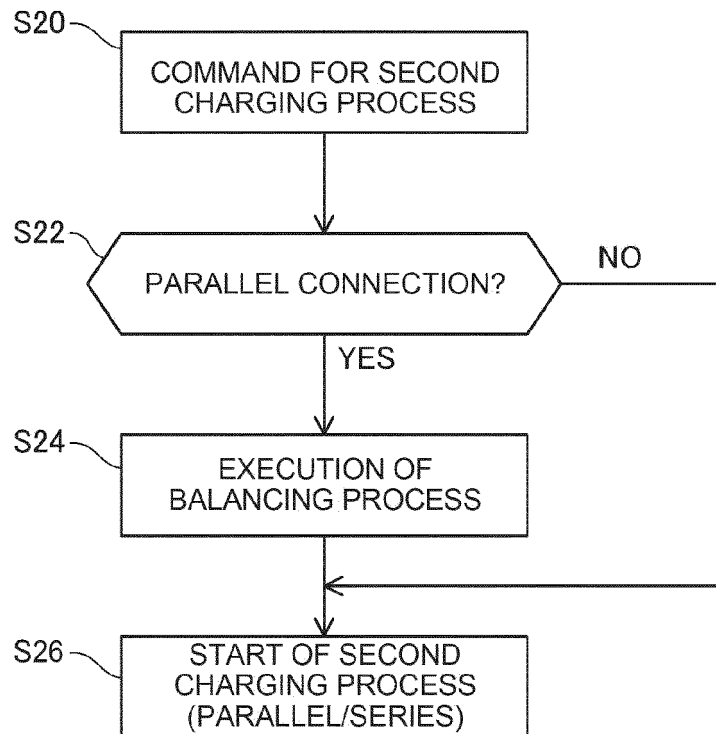 S20
COMMAND FOR SECOND
CHARGING PROCESS
S22
PARALLEL CONNECTION?
NO
YES
S24
EXECUTION OF
BALANCING PROCESS
S26
START OF SECOND
CHARGING PROCESS
(PARALLEL/SERIES)